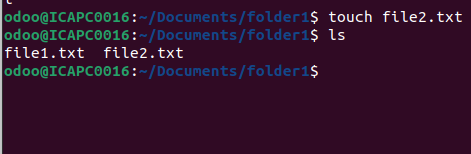 odoo@ICAPC0016:~/Documents/folder1$ touch file2.txt
odoo@ICAPC0016:~/Documents/folder1$ ls
file1.txt  file2.txt
odoo@ICAPC0016:~/Documents/folder1$